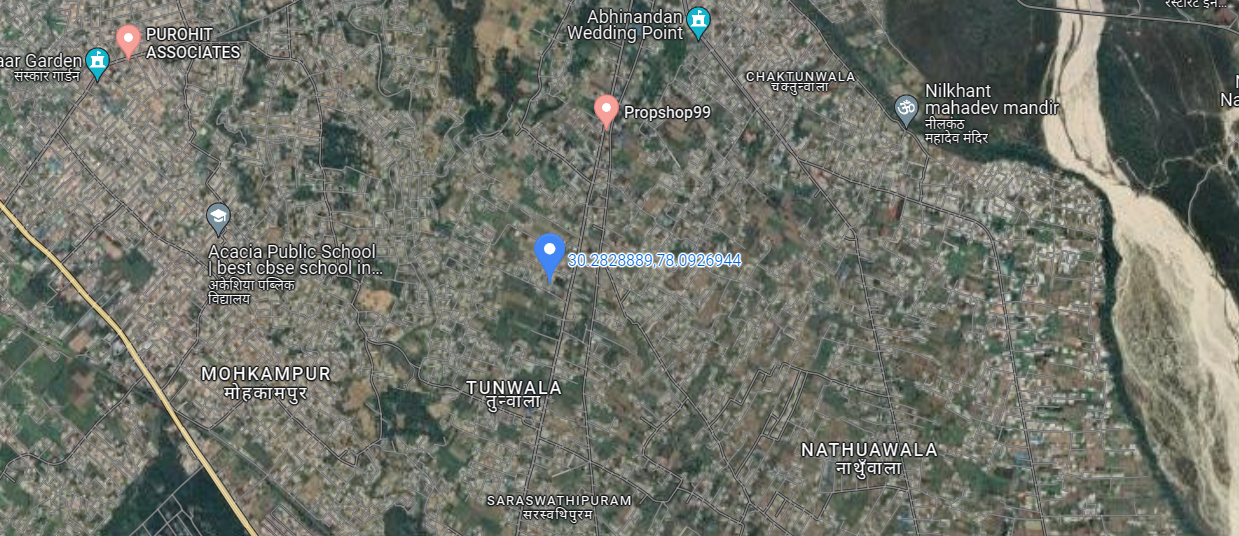 Abhinandan
Wedding Point
PUROHIT
ASSOCIATES
aar Garden
संस्कार गार्डन
CHAKTUNWALA
चक्तुन्वाला
Nilkhant
mahadev mandir
नीलकंठ
महादेव मंदिर
Propshop99
Acacia Public School
| best cbse school in...
अकेशिया पब्लिक
विद्यालय
30.2828889,78.0926944
MOHKAMPUR
मोहकामपुर
TUNWALA
तुन्वाला
NATHUAWALA
नाथुँवाला
SARASWATHIPURAM
सरस्वथिपुरम